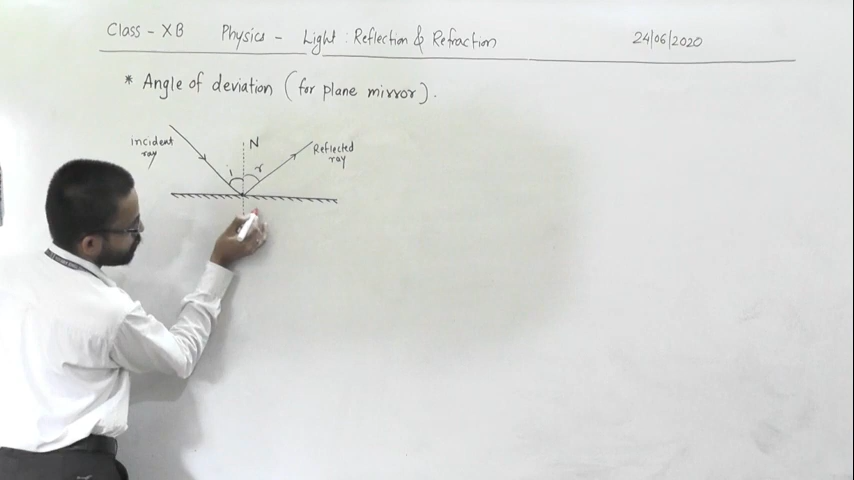 Class - XB Physics - Light : Reflection & Refraction 24/06/2020
* Angle of deviation (for plane mirror).
Incident
ray
N
Reflected
ray
i
r